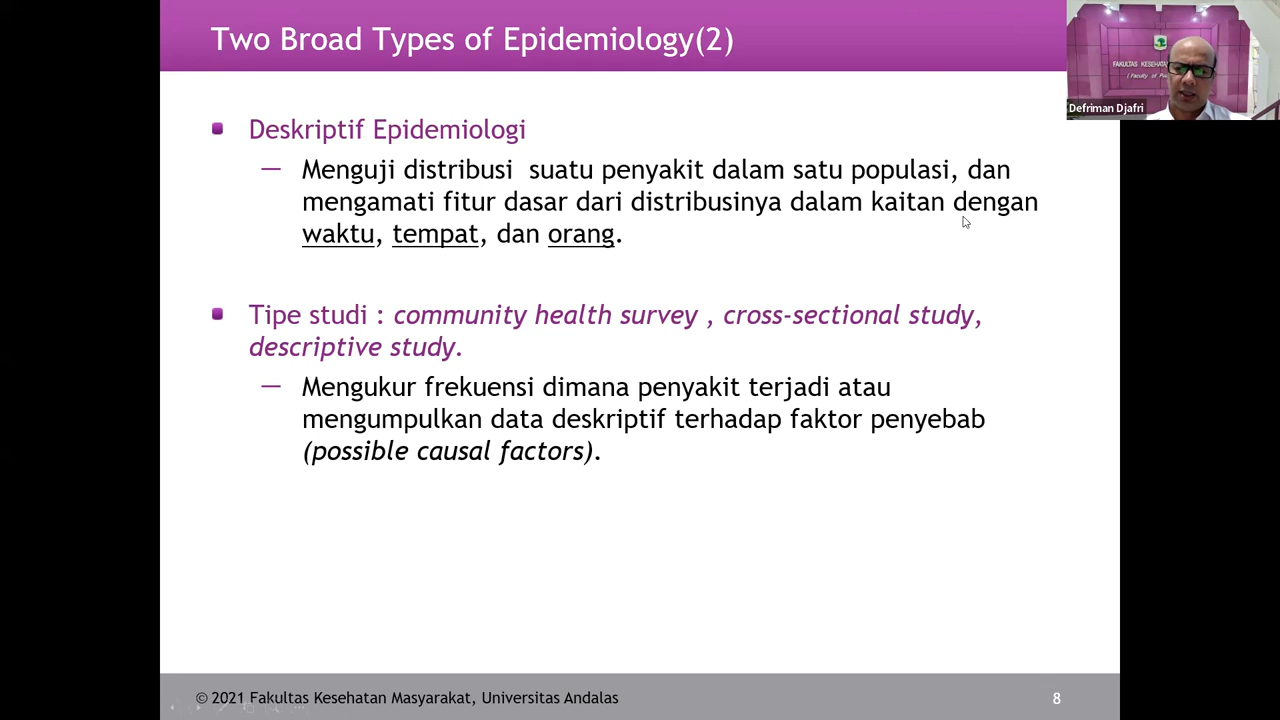 Two Broad Types of Epidemiology(2)
Deskriptif Epidemiologi
— Menguji distribusi suatu penyakit dalam satu populasi, dan
mengamati fitur dasar dari distribusinya dalam kaitan dengan
waktu, tempat, dan orang.
Tipe studi : community health survey , cross-sectional study,
descriptive study.
— Mengukur frekuensi dimana penyakit terjadi atau
mengumpulkan data deskriptif terhadap faktor penyebab
(possible causal factors).
© 2021 Fakultas Kesehatan Masyarakat, Universitas Andalas
8
FAKULTAS
(Faculty of
Defriman Djafri